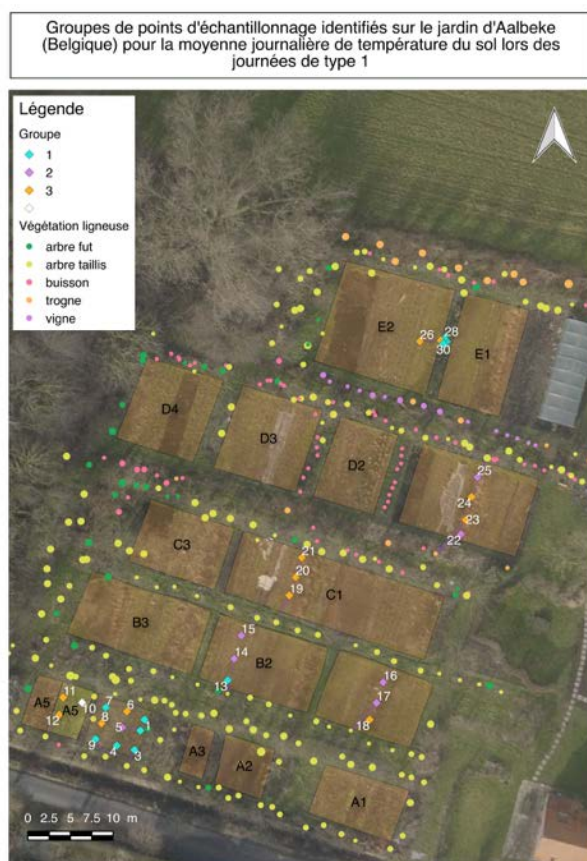 Groupes de points d'échantillonnage identifiés sur le jardin d'Aalbeke
(Belgique) pour la moyenne journalière de température du sol lors des
journées de type 1
Légende
Groupe
1
2
3
Végétation ligneuse
arbre fut
arbre taillis
buisson
trogne
vigne
E2
26
28
30
E1
D4
D3
D2
25
24
23
22
C3
21
20
19
C1
B3
15
B2
14
13
16
17
18
11
A5
A5
10
12
7
6
8
5
1
9
4
3
A3
A2
A1
0 2.5 5 7.5 10 m